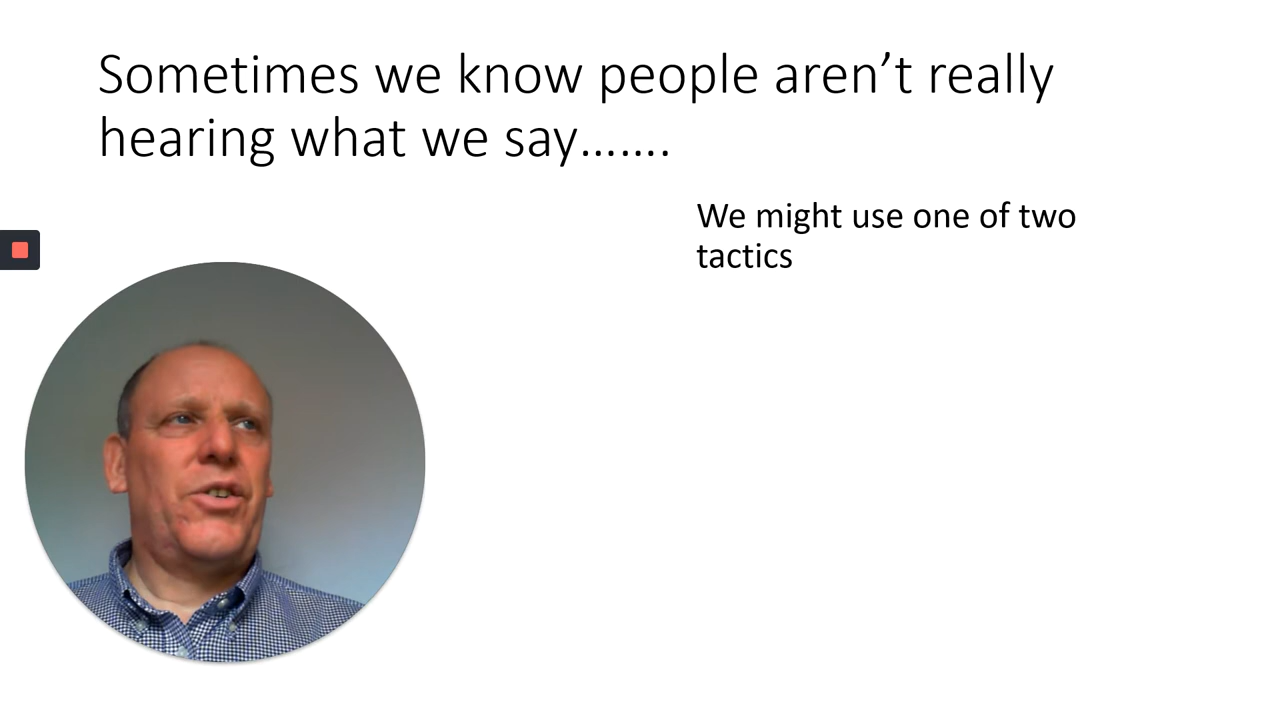 Sometimes we know people aren’t really
hearing what we say…….
We might use one of two
tactics